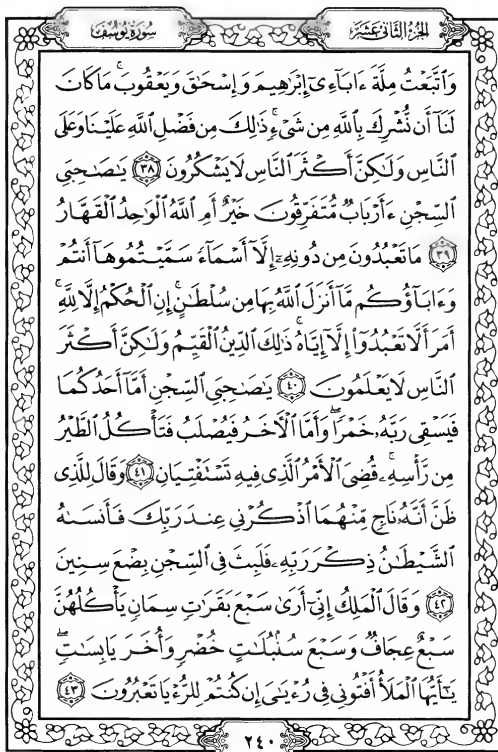 الجزء الثاني عشر
سورة يوسف
وَٱتَّبَعْتُ مِلَّةَ ءَابَآءِىٓ إِبْرَٰهِيمَ وَإِسْحَٰقَ وَيَعْقُوبَ ۚ مَا كَانَ
لَنَآ أَن نُّشْرِكَ بِٱللَّهِ مِن شَىْءٍ ۚ ذَٰلِكَ مِن فَضْلِ ٱللَّهِ عَلَيْنَا وَعَلَى
ٱلنَّاسِ وَلَٰكِنَّ أَكْثَرَ ٱلنَّاسِ لَا يَشْكُرُونَ ٣٨ يَٰصَٰحِبَىِ
ٱلسِّجْنِ ءَأَرْبَابٌ مُّتَفَرِّقُونَ خَيْرٌ أَمِ ٱللَّهُ ٱلْوَٰحِدُ ٱلْقَهَّارُ
٣٩ مَا تَعْبُدُونَ مِن دُونِهِۦٓ إِلَّآ أَسْمَآءً سَمَّيْتُمُوهَآ أَنتُمْ
وَءَابَآؤُكُم مَّآ أَنزَلَ ٱللَّهُ بِهَا مِن سُلْطَٰنٍ ۚ إِنِ ٱلْحُكْمُ إِلَّا لِلَّهِ ۚ
أَمَرَ أَلَّا تَعْبُدُوٓا۟ إِلَّآ إِيَّاهُ ۚ ذَٰلِكَ ٱلدِّينُ ٱلْقَيِّمُ وَلَٰكِنَّ أَكْثَرَ
ٱلنَّاسِ لَا يَعْلَمُونَ ٤٠ يَٰصَٰحِبَىِ ٱلسِّجْنِ أَمَّآ أَحَدُكُمَا
فَيَسْقِى رَبَّهُۥ خَمْرًا ۖ وَأَمَّا ٱلْءَاخَرُ فَيُصْلَبُ فَتَأْكُلُ ٱلطَّيْرُ
مِن رَّأْسِهِۦ ۚ قُضِىَ ٱلْأَمْرُ ٱلَّذِى فِيهِ تَسْتَفْتِيَانِ ٤١ وَقَالَ لِلَّذِى
ظَنَّ أَنَّهُۥ نَاجٍ مِّنْهُمَا ٱذْكُرْنِى عِندَ رَبِّكَ فَأَنسَىٰهُ
ٱلشَّيْطَٰنُ ذِكْرَ رَبِّهِۦ فَلَبِثَ فِى ٱلسِّجْنِ بِضْعَ سِنِينَ
٤٢ وَقَالَ ٱلْمَلِكُ إِنِّىٓ أَرَىٰ سَبْعَ بَقَرَٰتٍ سِمَانٍ يَأْكُلُهُنَّ
سَبْعٌ عِجَافٌ وَسَبْعَ سُنۢبُلَٰتٍ خُضْرٍ وَأُخَرَ يَابِسَٰتٍ ۖ
يَٰٓأَيُّهَا ٱلْمَلَأُ أَفْتُونِى فِى رُءْيَٰىَ إِن كُنتُمْ لِلرُّءْيَا تَعْبُرُونَ ٤٣
٢٤٠